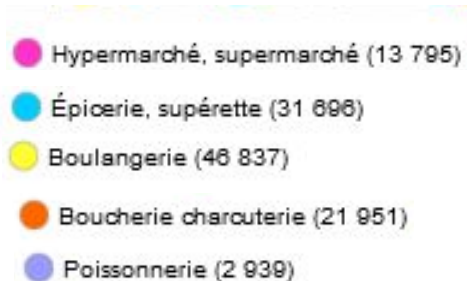 Hypermarché, supermarché (13 795)
Épicerie, supérette (31 696)
Boulangerie (46 837)
Boucherie charcuterie (21 951)
Poissonnerie (2 939)